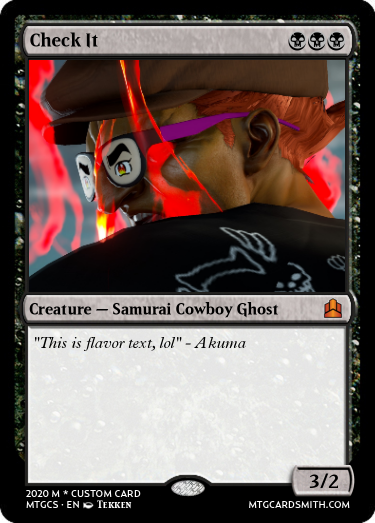 Check It
Creature — Samurai Cowboy Ghost
"This is flavor text, lol" - Akuma
3/2
2020 M * CUSTOM CARD
MTGCS · EN TEKKEN
MTGCARDSMITH.COM